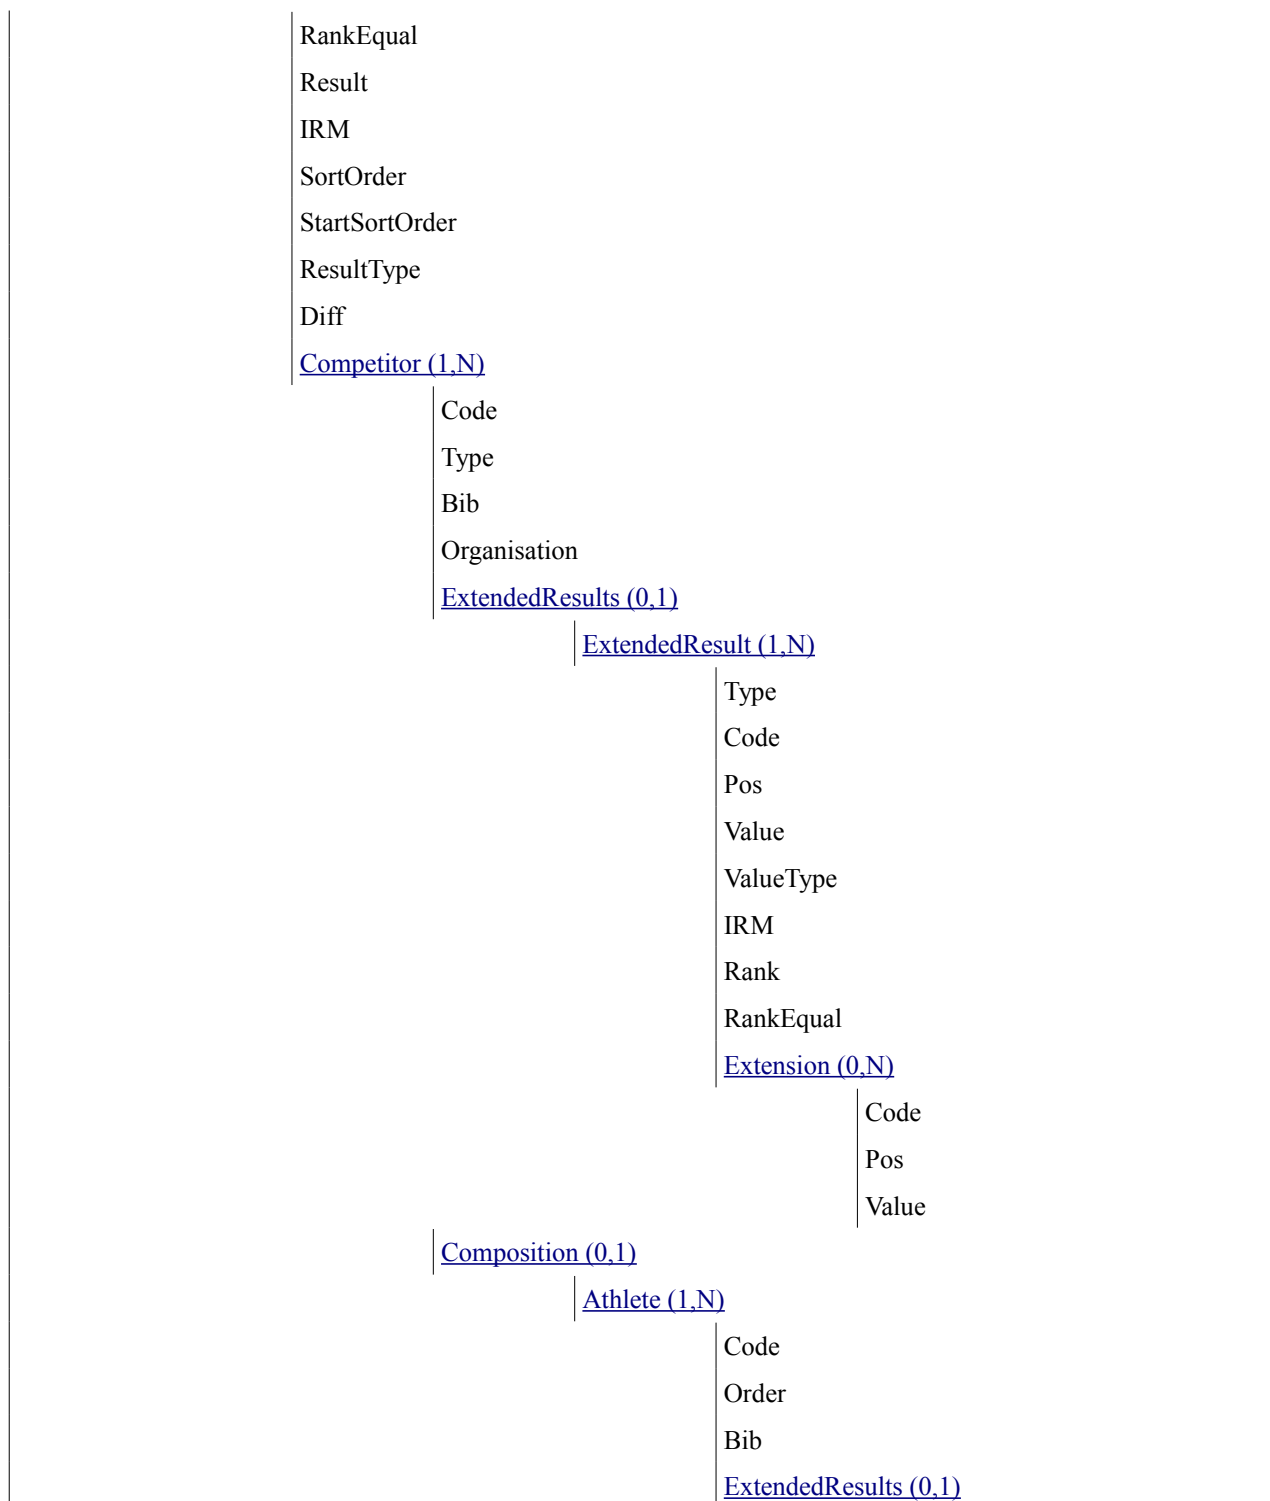 RankEqual
Result
IRM
SortOrder
StartSortOrder
ResultType
Diff
Competitor (1,N)
Code
Type
Bib
Organisation
ExtendedResults (0,1)
ExtendedResult (1,N)
Type
Code
Pos
Value
ValueType
IRM
Rank
RankEqual
Extension (0,N)
Code
Pos
Value
Composition (0,1)
Athlete (1,N)
Code
Order
Bib
ExtendedResults (0,1)